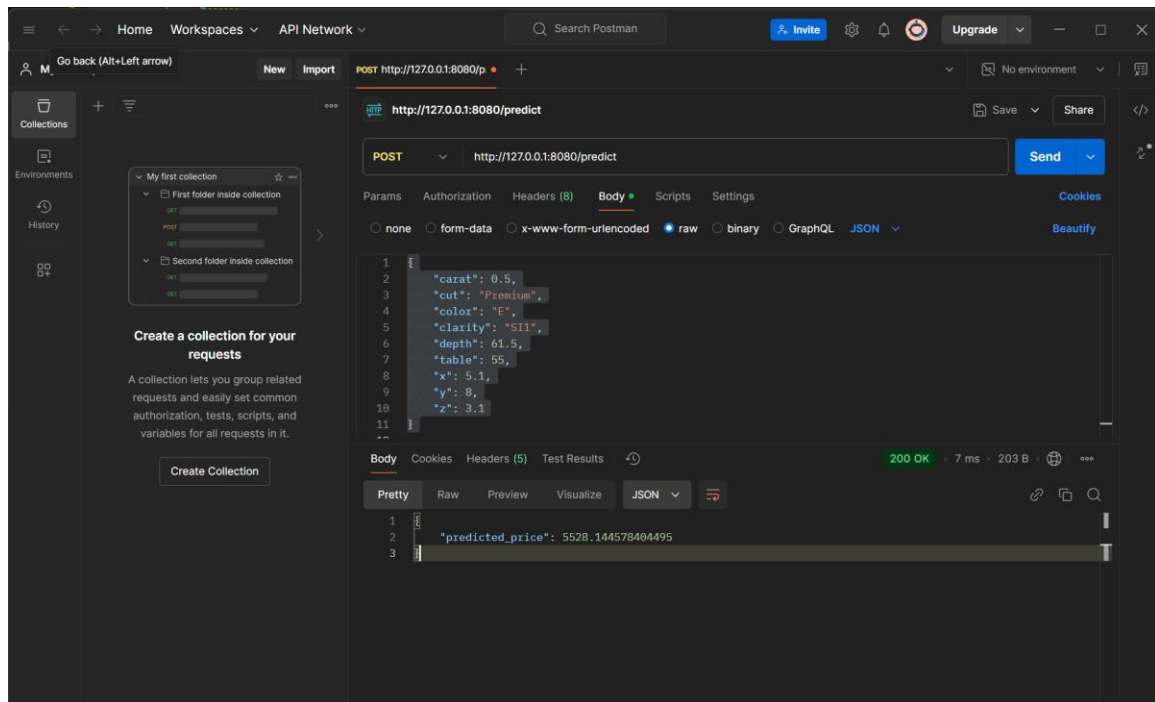 Home Workspaces API Network Search Postman Invite Upgrade
Go back (Alt+Left arrow)
M New Import POST http://127.0.0.1:8080/p No environment
Collections
Environments
History
My first collection
First folder inside collection
GET
POST
GET
Second folder inside collection
GET
GET
Create a collection for your
requests
A collection lets you group related
requests and easily set common
authorization, tests, scripts, and
variables for all requests in it.
Create Collection
HTTP http://127.0.0.1:8080/predict Save Share
POST http://127.0.0.1:8080/predict Send
Params Authorization Headers (8) Body Scripts Settings Cookies
none form-data x-www-form-urlencoded raw binary GraphQL JSON Beautify
1 {
2 "carat": 0.5,
3 "cut": "Premium",
4 "color": "E",
5 "clarity": "SI1",
6 "depth": 61.5,
7 "table": 55,
8 "x": 5.1,
9 "y": 8,
10 "z": 3.1
11 }
Body Cookies Headers (5) Test Results 200 OK 7 ms 203 B
Pretty Raw Preview Visualize JSON
1 {
2 "predicted_price": 5528.144578404495
3 }